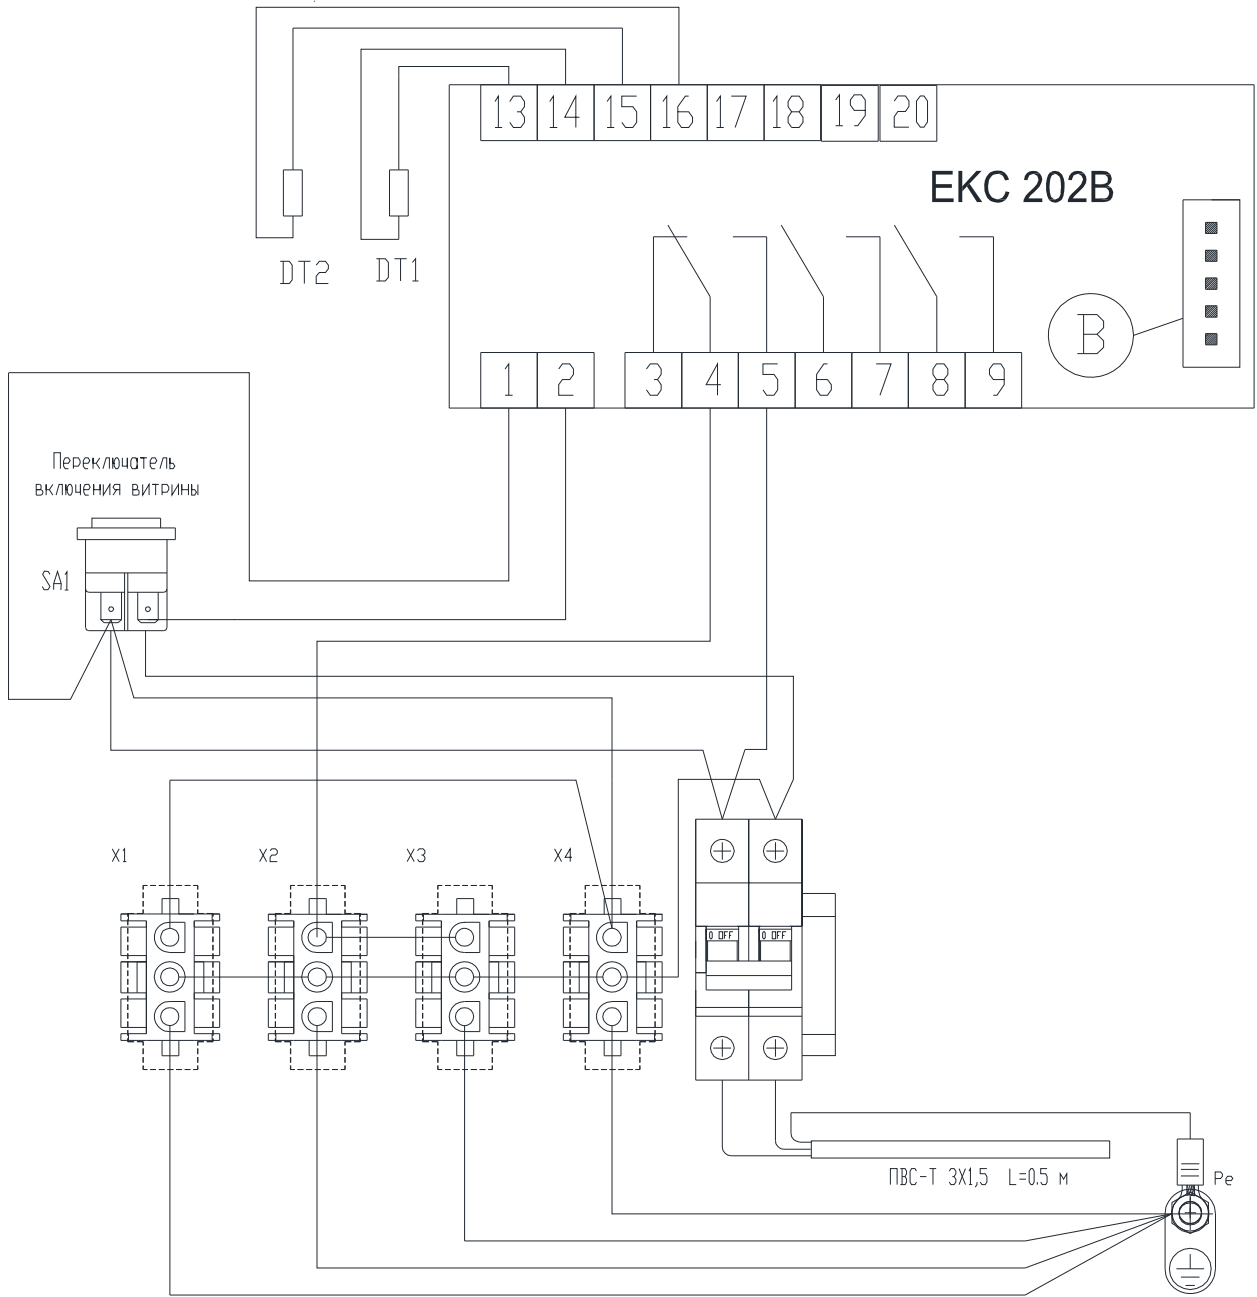 13 14 15 16 17 18 19 20
EKC 202B
DT2 DT1
B
1 2 3 4 5 6 7 8 9
Переключатель
включения витрины
SA1
X1 X2 X3 X4
0 OFF 0 OFF
ПВС-Т 3X1,5 L=0.5 м
Pe